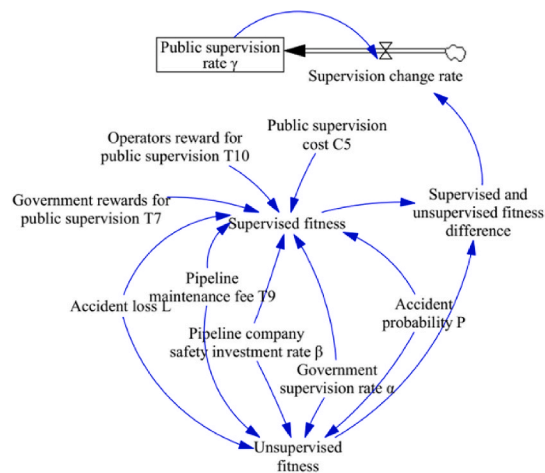 Public supervision
rate γ
Supervision change rate
Operators reward for
public supervision T10
Public supervision
cost C5
Government rewards for
public supervision T7
Supervised fitness
Supervised and
unsupervised fitness
difference
Accident loss L
Pipeline
maintenance fee T9
Pipeline company
safety investment rate β
Government
supervision rate α
Accident
probability P
Unsupervised
fitness